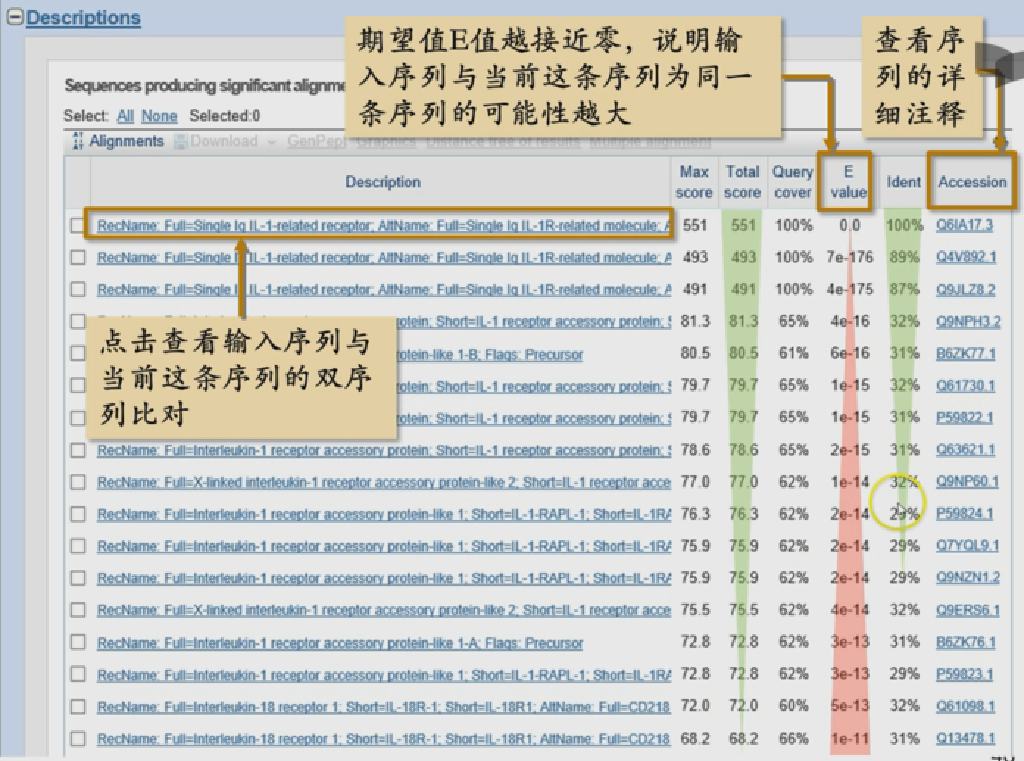 Descriptions
期望值E值越接近零，说明输
入序列与当前这条序列为同一
条序列的可能性越大
查看序
列的详
细注释
Sequences producing significant alignme
Select: All None Selected:0
Alignments Download GenPept Graphics Distance tree of results Multiple alignment
Description Max score Total score Query cover E value Ident Accession
RecName: Full=Single Ig IL-1-related receptor; AltName: Full=Single Ig IL-1R-related molecule; A 551 551 100% 0.0 100% Q6IA17.3
RecName: Full=Single Ig IL-1-related receptor; AltName: Full=Single Ig IL-1R-related molecule; A 493 493 100% 7e-176 89% Q4V892.1
RecName: Full=Single Ig IL-1-related receptor; AltName: Full=Single Ig IL-1R-related molecule; A 491 491 100% 4e-175 87% Q9JLZ8.2
点击查看输入序列与
当前这条序列的双序
列比对
rotein; Short=IL-1 receptor accessory protein; 81.3 81.3 65% 4e-16 32% Q9NPH3.2
rotein-like 1-B; Flags: Precursor 80.5 80.5 61% 6e-16 31% B6ZK77.1
rotein; Short=IL-1 receptor accessory protein; 79.7 79.7 65% 1e-15 32% Q61730.1
rotein; Short=IL-1 receptor accessory protein; 79.7 79.7 65% 1e-15 31% P59822.1
RecName: Full=Interleukin-1 receptor accessory protein; Short=IL-1 receptor accessory protein; 78.6 78.6 65% 2e-15 31% Q63621.1
RecName: Full=X-linked interleukin-1 receptor accessory protein-like 2; Short=IL-1 receptor acce 77.0 77.0 62% 1e-14 32% Q9NP60.1
RecName: Full=Interleukin-1 receptor accessory protein-like 1; Short=IL-1-RAPL-1; Short=IL-1RA 76.3 76.3 62% 2e-14 29% P59824.1
RecName: Full=Interleukin-1 receptor accessory protein-like 1; Short=IL-1-RAPL-1; Short=IL-1RA 75.9 75.9 62% 2e-14 29% Q7YQL9.1
RecName: Full=Interleukin-1 receptor accessory protein-like 1; Short=IL-1-RAPL-1; Short=IL-1RA 75.9 75.9 62% 2e-14 29% Q9NZN1.2
RecName: Full=X-linked interleukin-1 receptor accessory protein-like 2; Short=IL-1 receptor acce 75.5 75.5 62% 4e-14 32% Q9ERS6.1
RecName: Full=Interleukin-1 receptor accessory protein-like 1-A; Flags: Precursor 72.8 72.8 62% 3e-13 31% B6ZK76.1
RecName: Full=Interleukin-1 receptor accessory protein-like 1; Short=IL-1-RAPL-1; Short=IL-1RA 72.8 72.8 62% 3e-13 29% P59823.1
RecName: Full=Interleukin-18 receptor 1; Short=IL-18R-1; Short=IL-18R1; AltName: Full=CD218 72.0 72.0 60% 5e-13 32% Q61098.1
RecName: Full=Interleukin-18 receptor 1; Short=IL-18R-1; Short=IL-18R1; AltName: Full=CD218 68.2 68.2 66% 1e-11 31% Q13478.1